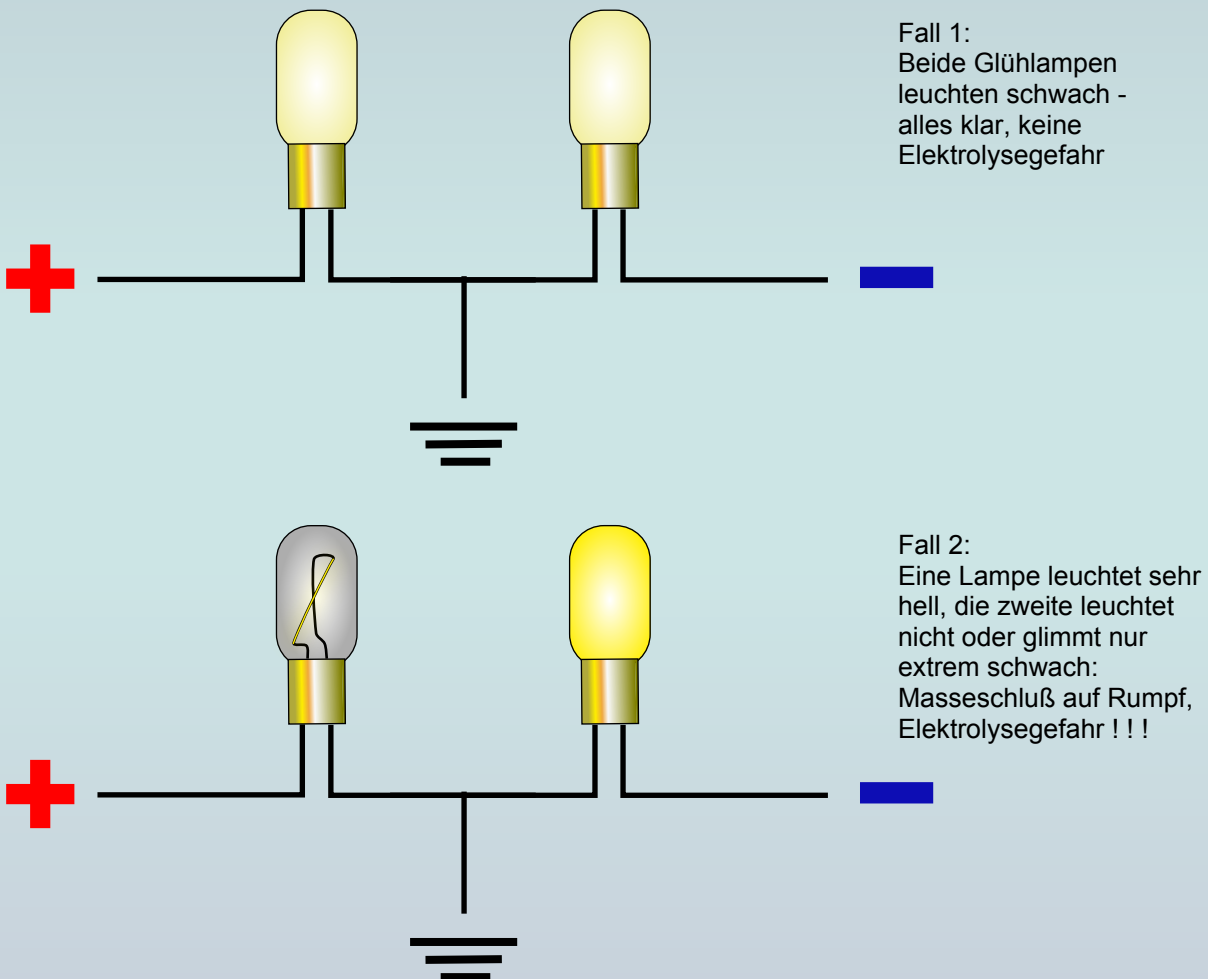 Fall 1:
Beide Glühlampen
leuchten schwach -
alles klar, keine
Elektrolysegefahr
Fall 2:
Eine Lampe leuchtet sehr
hell, die zweite leuchtet
nicht oder glimmt nur
extrem schwach:
Masseschluß auf Rumpf,
Elektrolysegefahr ! ! !